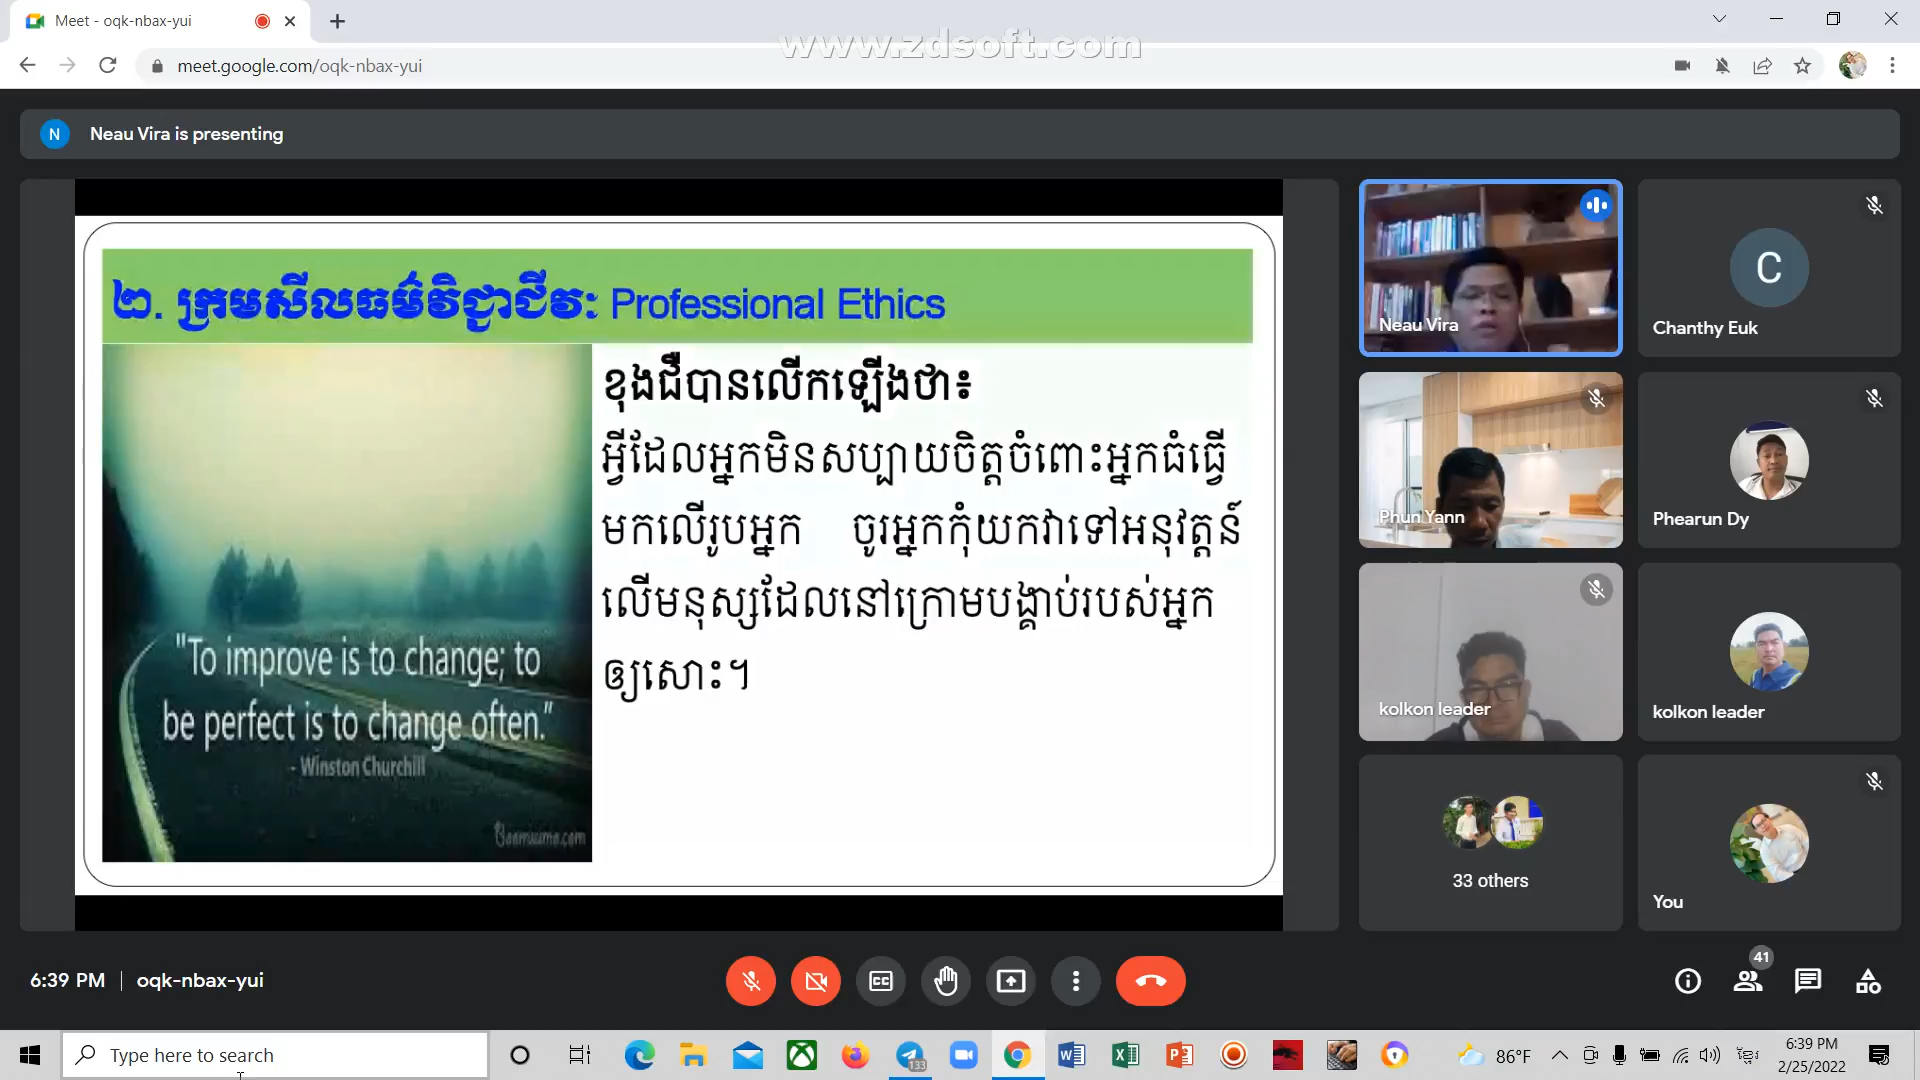 Meet - oqk-nbax-yui
www.zdsoft.com
meet.google.com/oqk-nbax-yui
N
Neau Vira is presenting
២. ក្រមសីលធម៌វិជ្ជាជីវៈ Professional Ethics
ខុងជឺបានលើកឡើងថា៖
អ្វីដែលអ្នកមិនសប្បាយចិត្តចំពោះអ្នកធំធ្វើ
មកលើរូបអ្នក ចូរអ្នកកុំយកវាទៅអនុវត្តន៍
លើមនុស្សដែលនៅក្រោមបង្គាប់របស់អ្នក
ឲ្យសោះ។
"To improve is to change; to
be perfect is to change often."
- Winston Churchill
Neau Vira
C
Chanthy Euk
Phun Yann
Phearun Dy
kolkon leader
kolkon leader
33 others
You
6:39 PM
oqk-nbax-yui
CC
41
Type here to search
133
86°F
ខ្មែរ
6:39 PM
2/25/2022